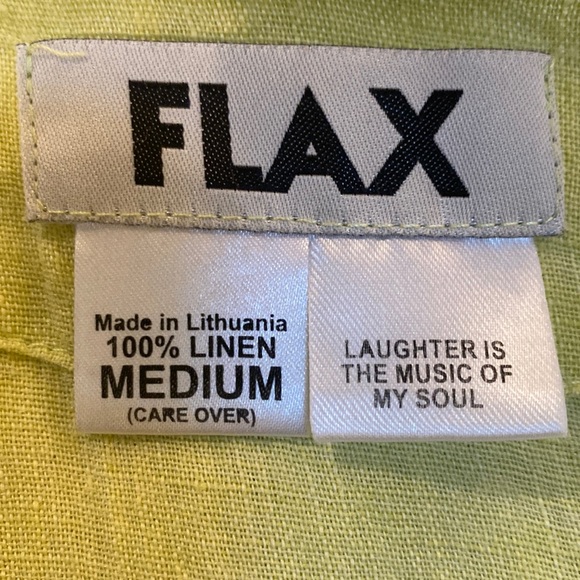 FLAX
Made in Lithuania
100% LINEN
MEDIUM
(CARE OVER)
LAUGHTER IS
THE MUSIC OF
MY SOUL